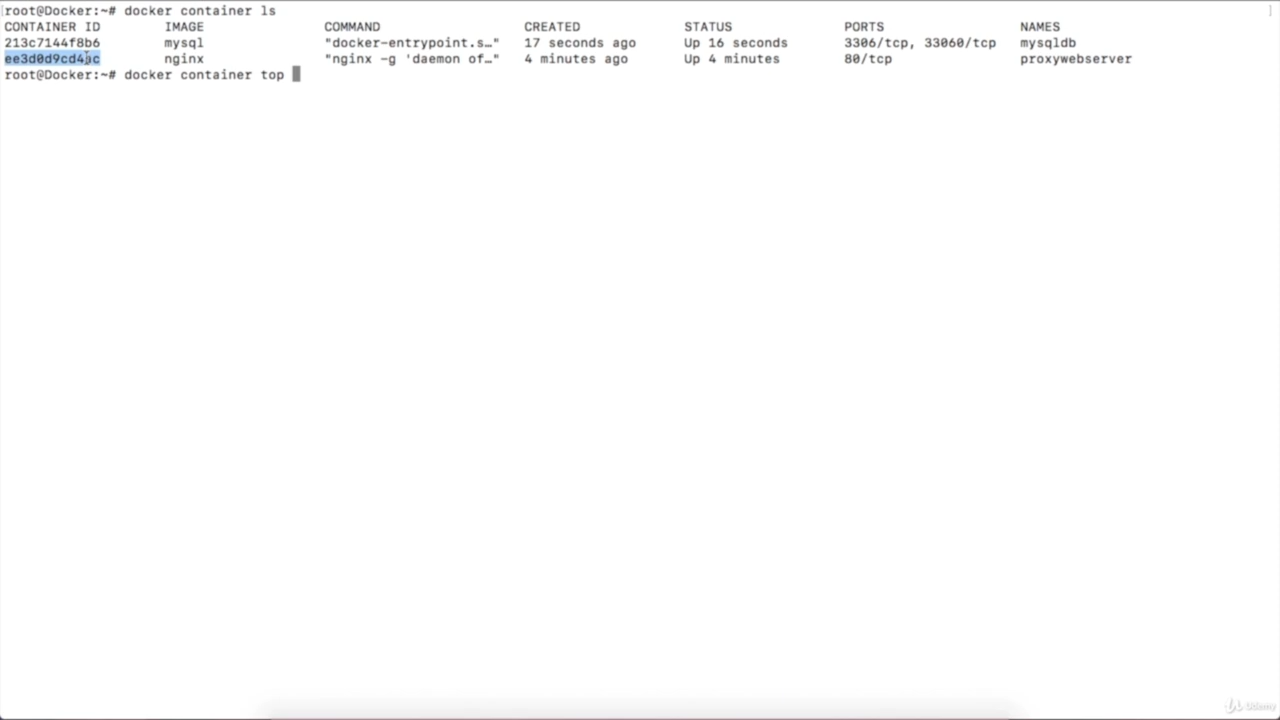 [root@Docker:~# docker container ls ]
CONTAINER ID IMAGE COMMAND CREATED STATUS PORTS NAMES
213c7144f8b6 mysql "docker-entrypoint.s…" 17 seconds ago Up 16 seconds 3306/tcp, 33060/tcp mysqldb
ee3d0d9cd4ac nginx "nginx -g 'daemon of…" 4 minutes ago Up 4 minutes 80/tcp proxywebserver
root@Docker:~# docker container top
Udemy